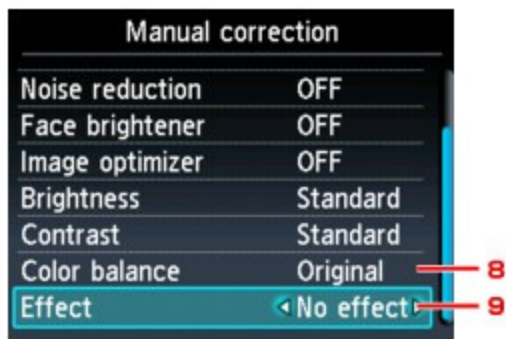 Manual correction
Noise reduction OFF
Face brightener OFF
Image optimizer OFF
Brightness Standard
Contrast Standard
Color balance Original 8
Effect No effect 9